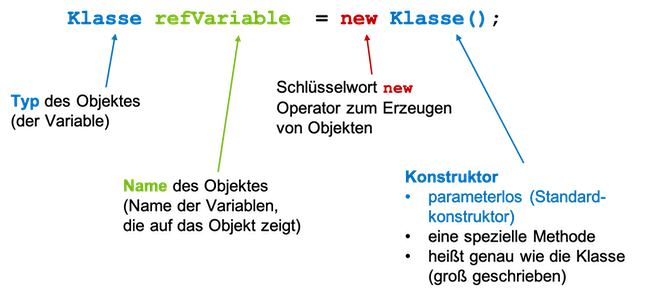 Klasse refVariable = new Klasse();
Typ des Objektes
(der Variable)
Schlüsselwort new
Operator zum Erzeugen
von Objekten
Name des Objektes
(Name der Variablen,
die auf das Objekt zeigt)
Konstruktor
• parameterlos (Standard-
konstruktor)
• eine spezielle Methode
• heißt genau wie die Klasse
(groß geschrieben)